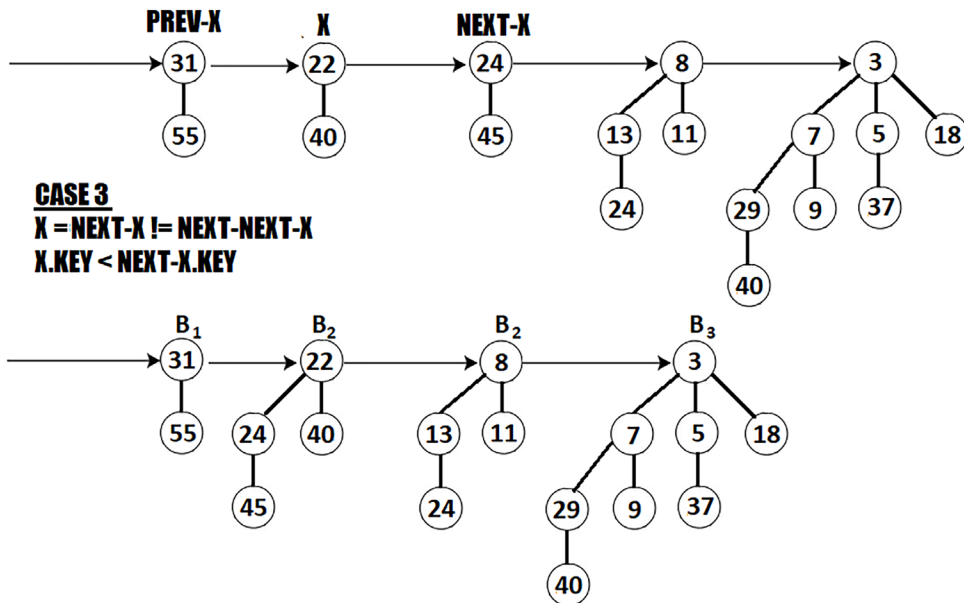 PREV-X X NEXT-X
31 22 24 8 3
55 40 45 13 11 7 5 18
24 29 9 37
40
CASE 3
X = NEXT-X != NEXT-NEXT-X
X.KEY < NEXT-X.KEY
B1 B2 B2 B3
31 22 8 3
55 24 40 13 11 7 5 18
45 24 29 9 37
40